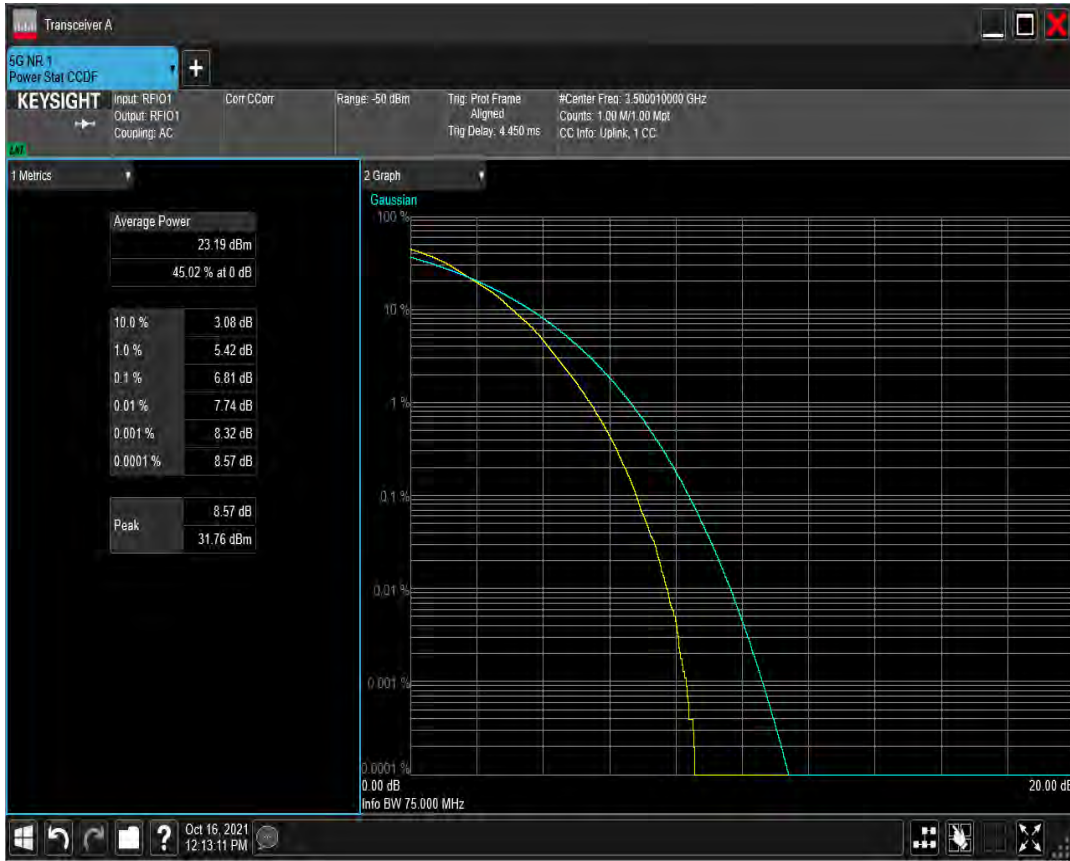 Transceiver A
5G NR 1
Power Stat CCDF
+
KEYSIGHT
Input: RFIO1
Output: RFIO1
Coupling: AC
Corr CCorr
Range: -50 dBm
Trig: Prot Frame
Aligned
Trig Delay: 4.450 ms
#Center Freq: 3.500010000 GHz
Counts: 1.00 M/1.00 Mpt
CC Info: Uplink, 1 CC
LXI
1 Metrics
Average Power
23.19 dBm
45.02 % at 0 dB
10.0 % 3.08 dB
1.0 % 5.42 dB
0.1 % 6.81 dB
0.01 % 7.74 dB
0.001 % 8.32 dB
0.0001 % 8.57 dB
Peak 8.57 dB
31.76 dBm
2 Graph
Gaussian
100 %
10 %
1 %
0.1 %
0.01 %
0.001 %
0.0001 %
0.00 dB
20.00 dB
Info BW 75.000 MHz
?
Oct 16, 2021
12:13:11 PM